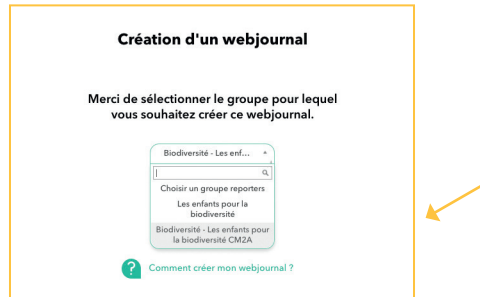 Création d'un webjournal
Merci de sélectionner le groupe pour lequel
vous souhaitez créer ce webjournal.
Biodiversité - Les enf...
Choisir un groupe reporters
Les enfants pour la
biodiversité
Biodiversité - Les enfants pour
la biodiversité CM2A
? Comment créer mon webjournal ?